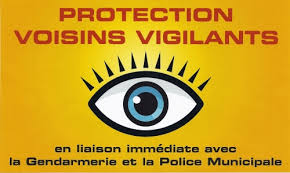 PROTECTION
VOISINS VIGILANTS
en liaison immédiate avec
la Gendarmerie et la Police Municipale